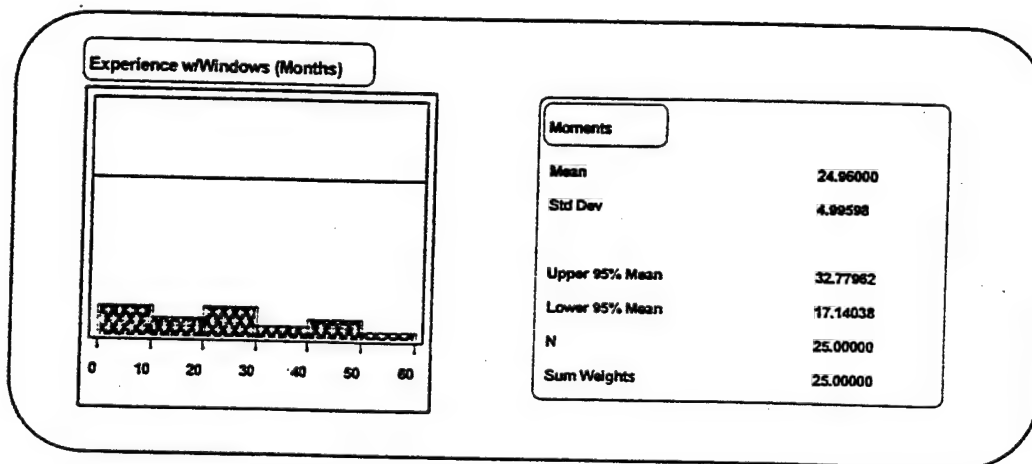 Experience w/Windows (Months)
0 10 20 30 40 50 60
Moments
Mean 24.96000
Std Dev 4.99598
Upper 95% Mean 32.77962
Lower 95% Mean 17.14038
N 25.00000
Sum Weights 25.00000